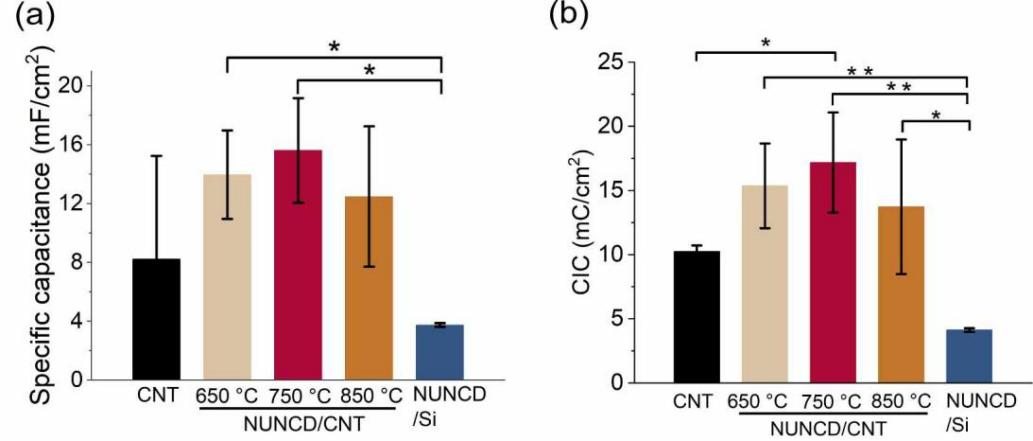 (a)
Specific capacitance (mF/cm²)
20
16
12
8
4
0
*
*
CNT 650 °C 750 °C 850 °C NUNCD
/Si
NUNCD/CNT
(b)
CIC (mC/cm²)
25
20
15
10
5
0
*
**
**
*
CNT 650 °C 750 °C 850 °C NUNCD
/Si
NUNCD/CNT